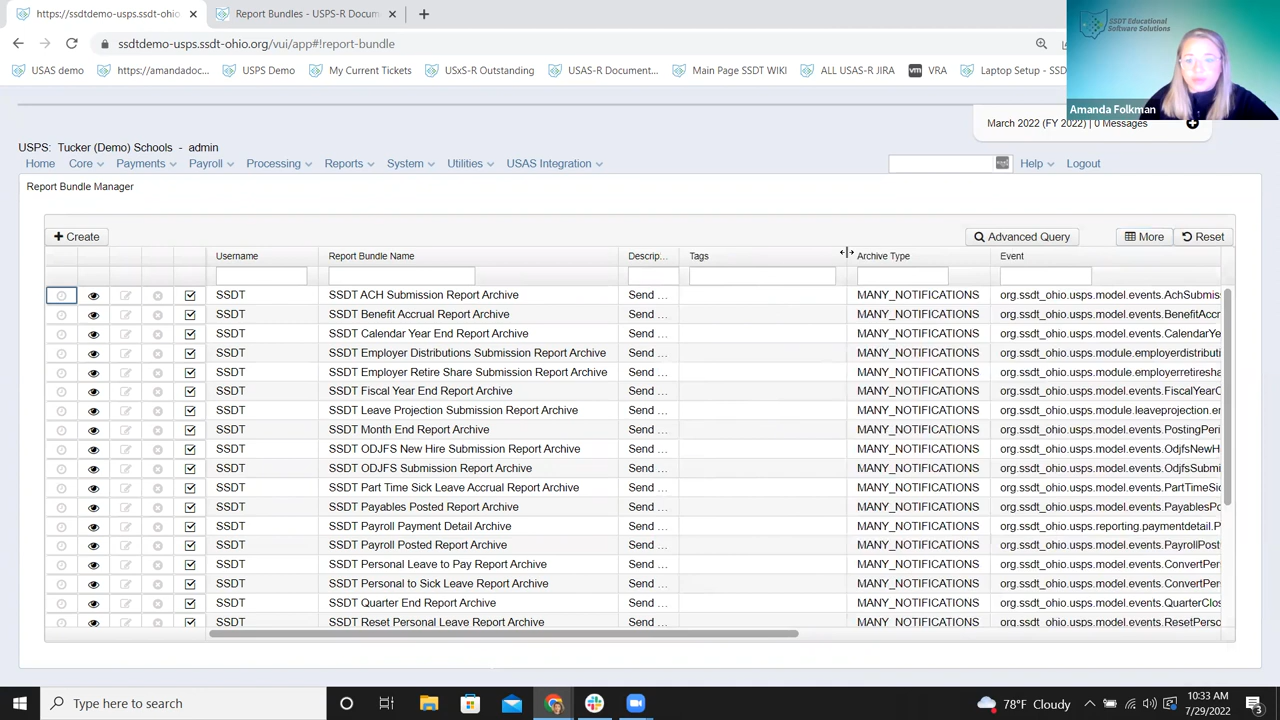 https://ssdtdemo-usps.ssdt-ohio
Report Bundles - USPS-R Docum
ssdtdemo-usps.ssdt-ohio.org/vui/app#!report-bundle
USAS demo
https://amandadoc...
USPS Demo
My Current Tickets
USxS-R Outstanding
USAS-R Document...
Main Page SSDT WIKI
ALL USAS-R JIRA
vm
VRA
Laptop Setup - SSD
SSDT Educational
Software Solutions
Amanda Folkman
March 2022 (FY 2022) | 0 Messages
USPS: Tucker (Demo) Schools - admin
Home Core Payments Payroll Processing Reports System Utilities USAS Integration Help Logout
Report Bundle Manager
Create Advanced Query More Reset
Username Report Bundle Name Descrip... Tags Archive Type Event
SSDT SSDT ACH Submission Report Archive Send ... MANY_NOTIFICATIONS org.ssdt_ohio.usps.model.events.AchSubmis
SSDT SSDT Benefit Accrual Report Archive Send ... MANY_NOTIFICATIONS org.ssdt_ohio.usps.model.events.BenefitAccr
SSDT SSDT Calendar Year End Report Archive Send ... MANY_NOTIFICATIONS org.ssdt_ohio.usps.model.events.CalendarYe
SSDT SSDT Employer Distributions Submission Report Archive Send ... MANY_NOTIFICATIONS org.ssdt_ohio.usps.module.employerdistributi
SSDT SSDT Employer Retire Share Submission Report Archive Send ... MANY_NOTIFICATIONS org.ssdt_ohio.usps.module.employerretiresha
SSDT SSDT Fiscal Year End Report Archive Send ... MANY_NOTIFICATIONS org.ssdt_ohio.usps.model.events.FiscalYearC
SSDT SSDT Leave Projection Submission Report Archive Send ... MANY_NOTIFICATIONS org.ssdt_ohio.usps.module.leaveprojection.er
SSDT SSDT Month End Report Archive Send ... MANY_NOTIFICATIONS org.ssdt_ohio.usps.model.events.PostingPeri
SSDT SSDT ODJFS New Hire Submission Report Archive Send ... MANY_NOTIFICATIONS org.ssdt_ohio.usps.model.events.OdjfsNewH
SSDT SSDT ODJFS Submission Report Archive Send ... MANY_NOTIFICATIONS org.ssdt_ohio.usps.model.events.OdjfsSubmi
SSDT SSDT Part Time Sick Leave Accrual Report Archive Send ... MANY_NOTIFICATIONS org.ssdt_ohio.usps.model.events.PartTimeSic
SSDT SSDT Payables Posted Report Archive Send ... MANY_NOTIFICATIONS org.ssdt_ohio.usps.model.events.PayablesPo
SSDT SSDT Payroll Payment Detail Archive Send ... MANY_NOTIFICATIONS org.ssdt_ohio.usps.reporting.paymentdetail.P
SSDT SSDT Payroll Posted Report Archive Send ... MANY_NOTIFICATIONS org.ssdt_ohio.usps.model.events.PayrollPost
SSDT SSDT Personal Leave to Pay Report Archive Send ... MANY_NOTIFICATIONS org.ssdt_ohio.usps.model.events.ConvertPer
SSDT SSDT Personal to Sick Leave Report Archive Send ... MANY_NOTIFICATIONS org.ssdt_ohio.usps.model.events.ConvertPer
SSDT SSDT Quarter End Report Archive Send ... MANY_NOTIFICATIONS org.ssdt_ohio.usps.model.events.QuarterClos
SSDT SSDT Reset Personal Leave Report Archive Send ... MANY_NOTIFICATIONS org.ssdt_ohio.usps.model.events.ResetPerso
Type here to search
78°F Cloudy
10:33 AM
7/29/2022
3